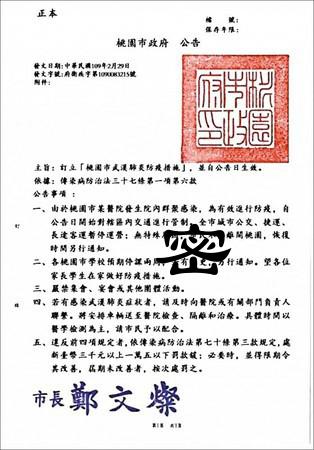 正本
檔　　號：
保存年限：
桃園市政府　公告
發文日期：中華民國109年2月29日
發文字號：府衛疾字第1090083215號
附件：
桃園市政府印
主旨：訂立「桃園市武漢肺炎防疫措施」，並自公告日生效。
依據：傳染病防治法三十七條一項第六款
公告事項：
一、由於桃園市某醫院發生院內群聚感染，為有效進行防疫，自
公告日開始對轄區內交通進行管制，全市城市公交、捷運、
長途客運暫停運營；無特殊
離開桃園，恢復
時間另行通知。
密
二、各桃園市學校預期停課兩
另行通知。望各位
家長學生在家做好防疫措施。
三、嚴禁集會、宴會或其他團體活動。
四、若有感染武漢肺炎症狀者，請及時向醫院或有關部門負責人
聯繫。將安排車輛送至醫院檢查、隔離和治療。具體時間以
醫學檢測為主，請市民予以配合。
五、違反前四項規定者，依傳染病防治法第七十條第三款規定，處
新臺幣三千元以上一萬五以下罰款緩；必要時，並得限期令
其改善，屆期未改善者，按次處罰之。
訂
線
市長 鄭文燦
第1頁　共1頁